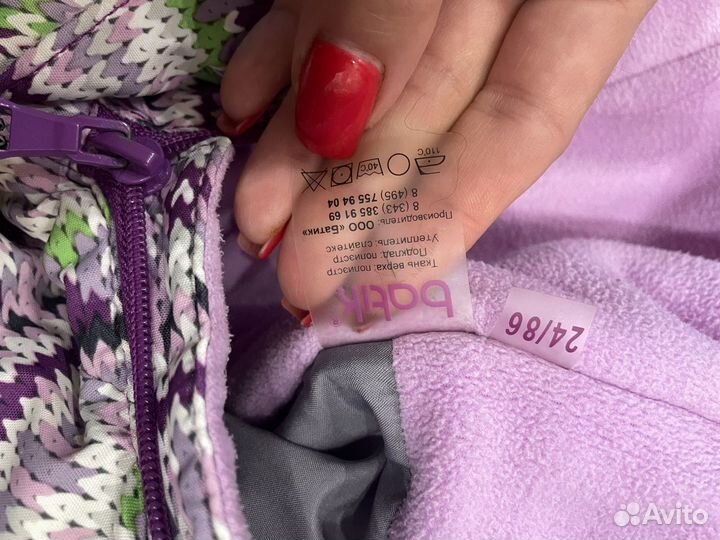 batik
Ткань верха: полиэстр
Подклад: полиэстр
Утеплитель: слайтекс
Производитель: ООО "Батик"
8 (343) 385 91 69
8 (495) 755 94 04
40°C
110°C
24/86
Avito